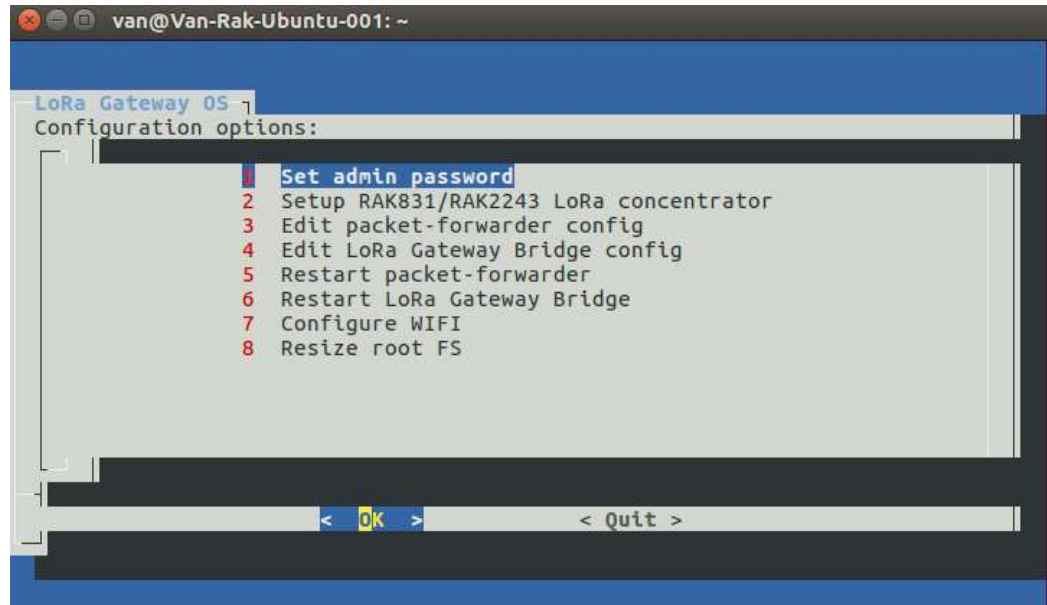 van@Van-Rak-Ubuntu-001: ~
LoRa Gateway OS
Configuration options:
1 Set admin password
2 Setup RAK831/RAK2243 LoRa concentrator
3 Edit packet-forwarder config
4 Edit LoRa Gateway Bridge config
5 Restart packet-forwarder
6 Restart LoRa Gateway Bridge
7 Configure WIFI
8 Resize root FS
< OK > < Quit >